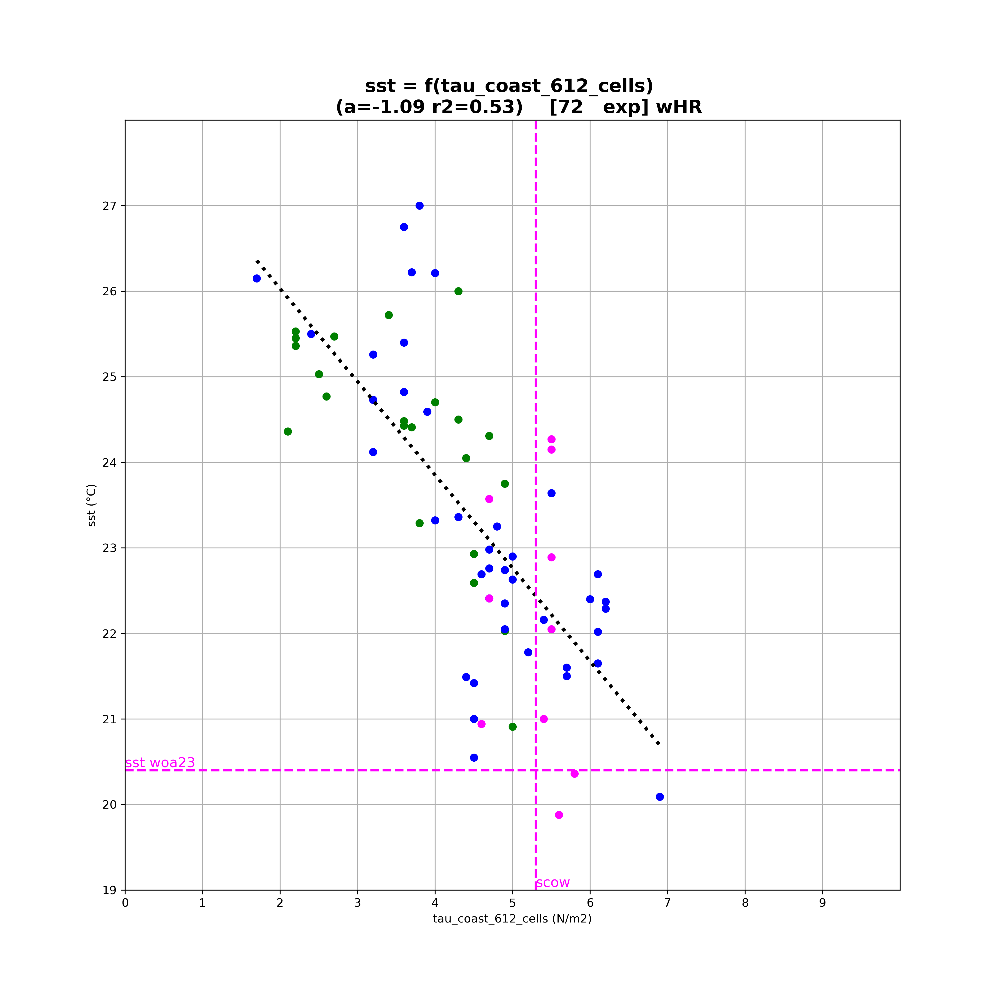 sst = f(tau_coast_612_cells)
(a=-1.09 r2=0.53)    [72   exp] wHR
27
26
25
24
23
22
21
20
19
sst (°C)
sst woa23
scow
0 1 2 3 4 5 6 7 8 9
tau_coast_612_cells (N/m2)